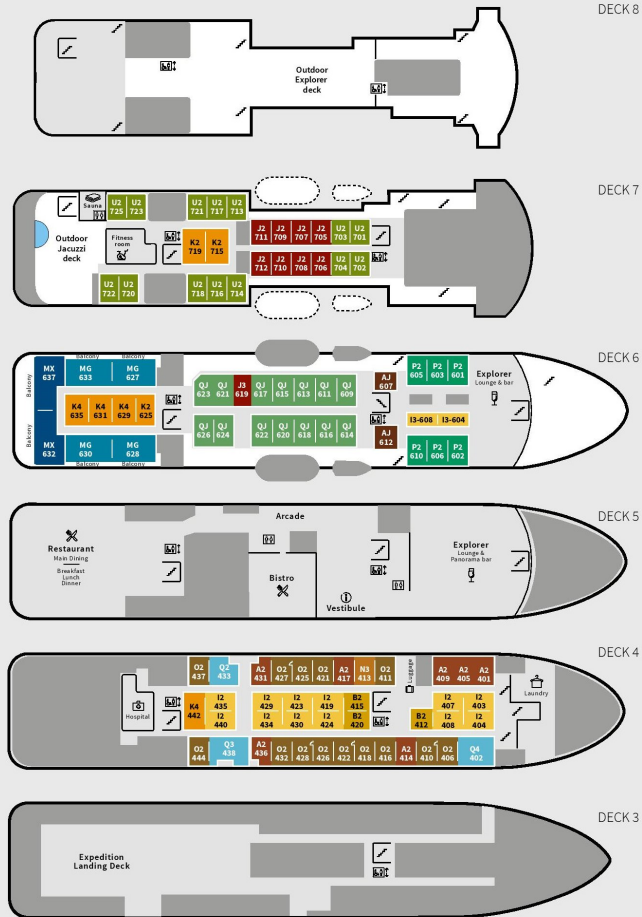 DECK 8
Outdoor
Explorer
deck
DECK 7
Sauna
U2 U2
725 723
U2 U2 U2
721 717 713
Outdoor
Jacuzzi
deck
Fitness
room
K2 K2
719 715
J2 J2 J2 J2 U2 U2
711 709 707 705 703 701
J2 J2 J2 J2 U2 U2
712 710 708 706 704 702
U2 U2
722 720
U2 U2 U2
718 716 714
DECK 6
Balcony Balcony
Balcony
MX
637
MG MG
633 627
K4 K4 K4 K2
635 631 629 625
Balcony
MX
632
MG MG
630 628
Balcony Balcony
QJ QJ J3 QJ QJ QJ QJ QJ
623 621 619 617 615 613 611 609
QJ QJ QJ QJ QJ QJ QJ
626 624 622 620 618 616 614
AJ
607
AJ
612
P2 P2 P2
605 603 601
I3-608 I3-604
P2 P2 P2
610 606 602
Explorer
Lounge & bar
DECK 5
Restaurant
Main Dining
Breakfast
Lunch
Dinner
Arcade
Bistro
Vestibule
Explorer
Lounge &
Panorama bar
DECK 4
O2 Q2
437 433
A2 O2 O2 O2 A2 N3 O2
431 427 425 421 417 413 411
Luggage
A2 A2 A2
409 405 401
Hospital
K4
442
I2
435
I2
440
I2 I2 I2 B2
429 423 419 415
I2 I2 I2 B2
434 430 424 420
B2
412
I2 I2
407 403
I2 I2
408 404
Laundry
O2 Q3
444 438
A2 O2 O2 O2 O2 O2 O2 A2 O2 O2 Q4
436 432 428 426 422 418 416 414 410 406 402
DECK 3
Expedition
Landing Deck